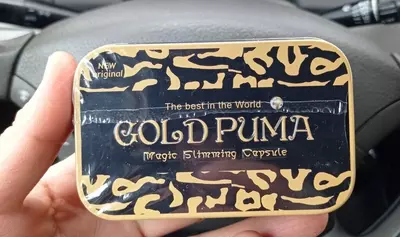 NEW
original
The best in the World
GOLD PUMA
Magic Slimming Capsule